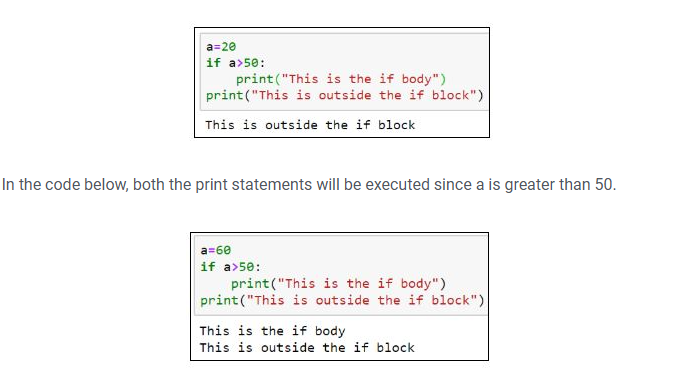 a=20
if a>50:
    print("This is the if body")
print("This is outside the if block")
This is outside the if block
In the code below, both the print statements will be executed since a is greater than 50.
a=60
if a>50:
    print("This is the if body")
print("This is outside the if block")
This is the if body
This is outside the if block